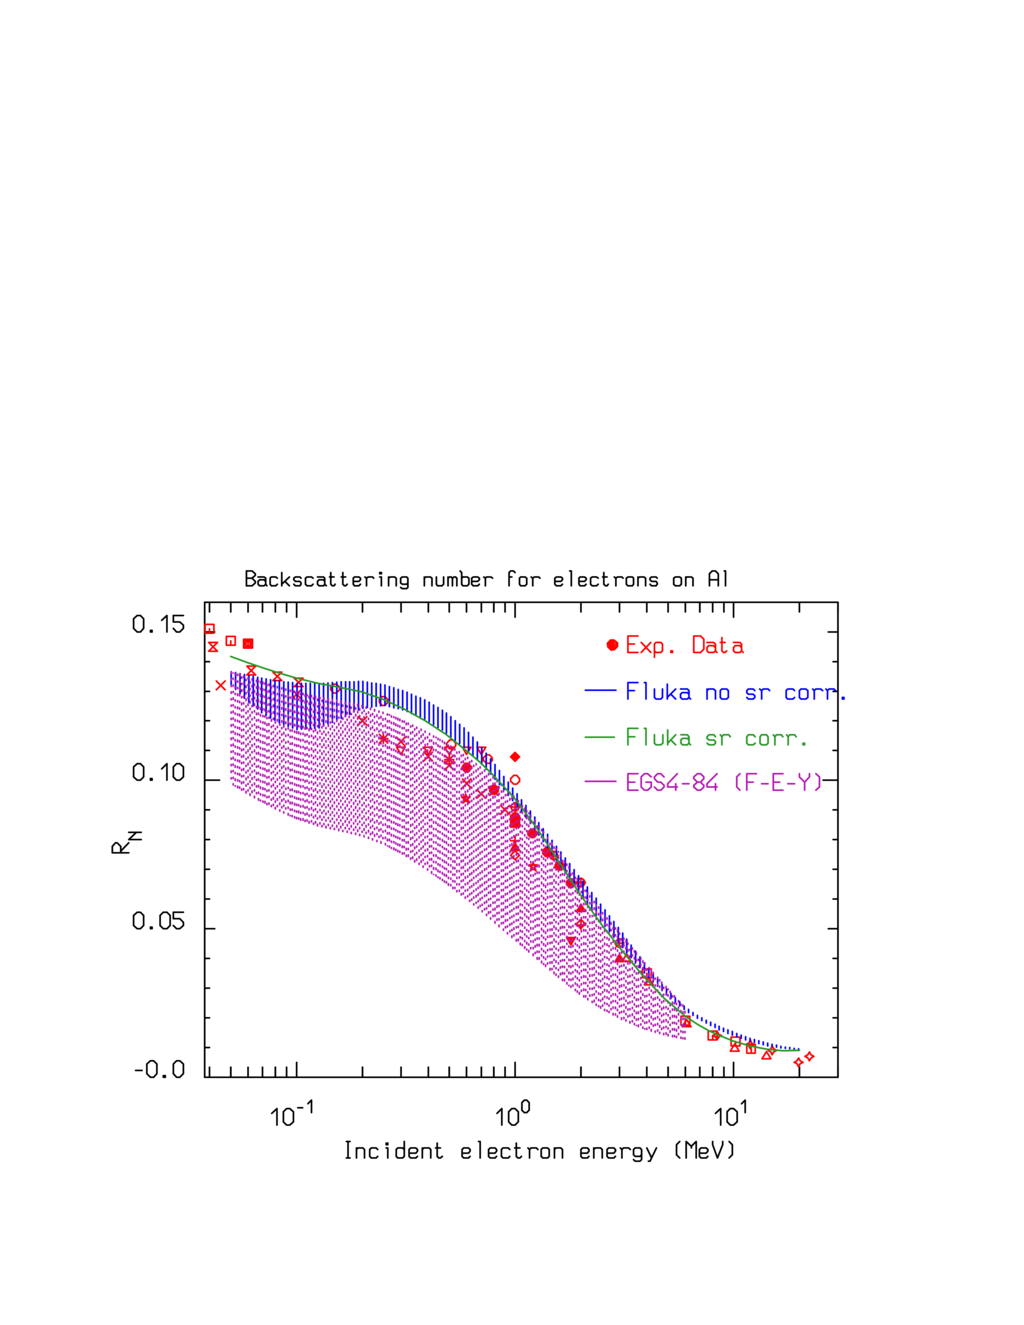 Backscattering number for electrons on Al
0.15
0.10
0.05
-0.0
R_N
Exp. Data
Fluka no sr corr.
Fluka sr corr.
EGS4-84 (F-E-Y)
10^-1
10^0
10^1
Incident electron energy (MeV)